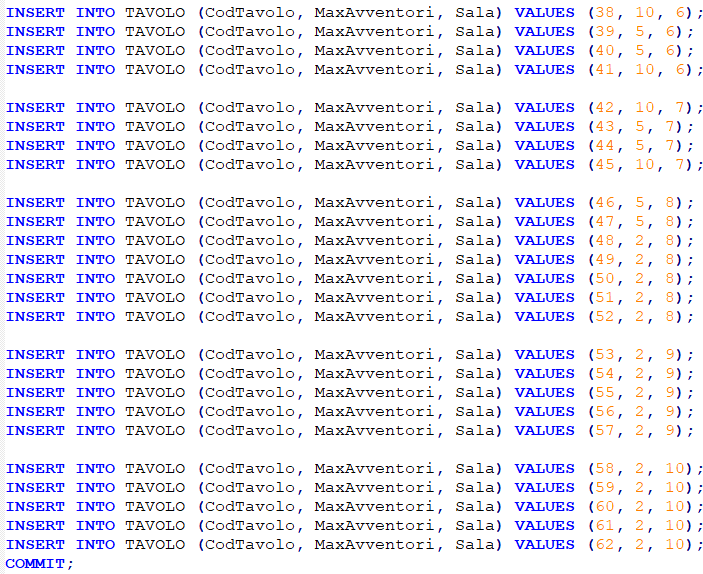 INSERT INTO TAVOLO (CodTavolo, MaxAvventori, Sala) VALUES (38, 10, 6);
INSERT INTO TAVOLO (CodTavolo, MaxAvventori, Sala) VALUES (39, 5, 6);
INSERT INTO TAVOLO (CodTavolo, MaxAvventori, Sala) VALUES (40, 5, 6);
INSERT INTO TAVOLO (CodTavolo, MaxAvventori, Sala) VALUES (41, 10, 6);
INSERT INTO TAVOLO (CodTavolo, MaxAvventori, Sala) VALUES (42, 10, 7);
INSERT INTO TAVOLO (CodTavolo, MaxAvventori, Sala) VALUES (43, 5, 7);
INSERT INTO TAVOLO (CodTavolo, MaxAvventori, Sala) VALUES (44, 5, 7);
INSERT INTO TAVOLO (CodTavolo, MaxAvventori, Sala) VALUES (45, 10, 7);
INSERT INTO TAVOLO (CodTavolo, MaxAvventori, Sala) VALUES (46, 5, 8);
INSERT INTO TAVOLO (CodTavolo, MaxAvventori, Sala) VALUES (47, 5, 8);
INSERT INTO TAVOLO (CodTavolo, MaxAvventori, Sala) VALUES (48, 2, 8);
INSERT INTO TAVOLO (CodTavolo, MaxAvventori, Sala) VALUES (49, 2, 8);
INSERT INTO TAVOLO (CodTavolo, MaxAvventori, Sala) VALUES (50, 2, 8);
INSERT INTO TAVOLO (CodTavolo, MaxAvventori, Sala) VALUES (51, 2, 8);
INSERT INTO TAVOLO (CodTavolo, MaxAvventori, Sala) VALUES (52, 2, 8);
INSERT INTO TAVOLO (CodTavolo, MaxAvventori, Sala) VALUES (53, 2, 9);
INSERT INTO TAVOLO (CodTavolo, MaxAvventori, Sala) VALUES (54, 2, 9);
INSERT INTO TAVOLO (CodTavolo, MaxAvventori, Sala) VALUES (55, 2, 9);
INSERT INTO TAVOLO (CodTavolo, MaxAvventori, Sala) VALUES (56, 2, 9);
INSERT INTO TAVOLO (CodTavolo, MaxAvventori, Sala) VALUES (57, 2, 9);
INSERT INTO TAVOLO (CodTavolo, MaxAvventori, Sala) VALUES (58, 2, 10);
INSERT INTO TAVOLO (CodTavolo, MaxAvventori, Sala) VALUES (59, 2, 10);
INSERT INTO TAVOLO (CodTavolo, MaxAvventori, Sala) VALUES (60, 2, 10);
INSERT INTO TAVOLO (CodTavolo, MaxAvventori, Sala) VALUES (61, 2, 10);
INSERT INTO TAVOLO (CodTavolo, MaxAvventori, Sala) VALUES (62, 2, 10);
COMMIT;